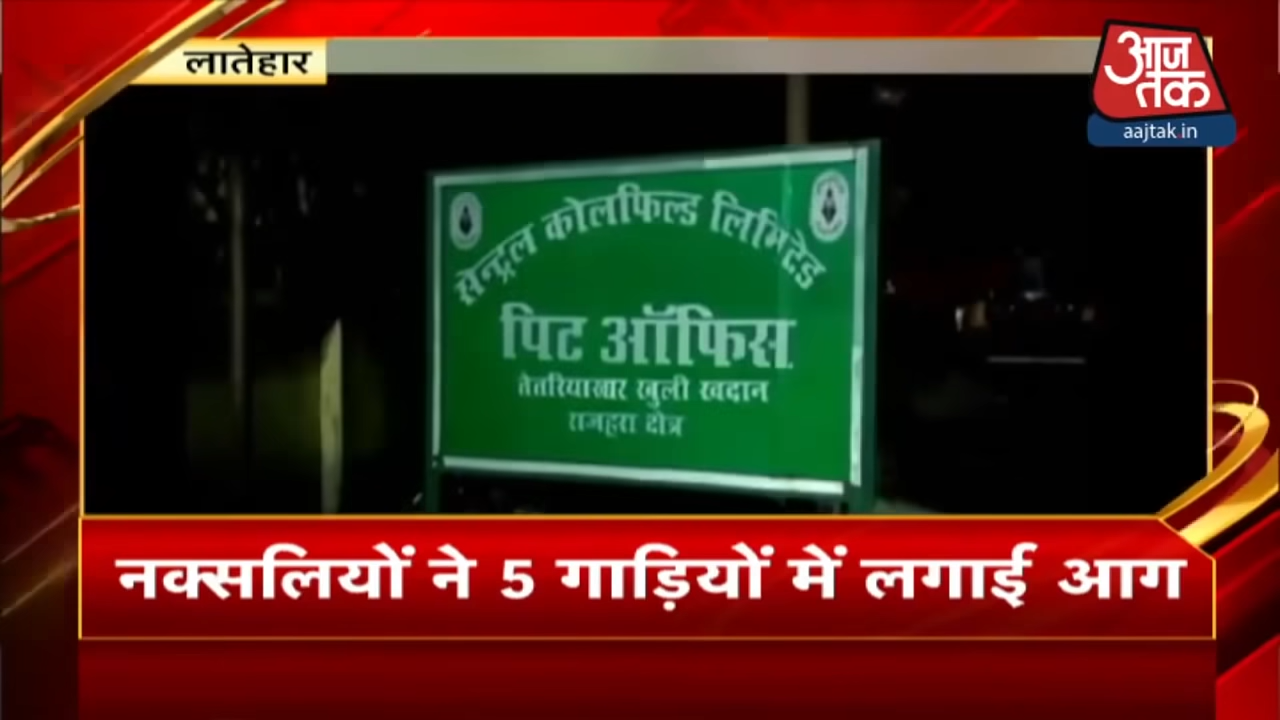 लातेहार
आज
तक
aajtak.in
सेन्ट्रल कोलफिल्ड लिमिटेड
पिट ऑफिस
तेतरियाखार खुली खदान
राजहरा क्षेत्र
नक्सलियों ने 5 गाड़ियों में लगाई आग